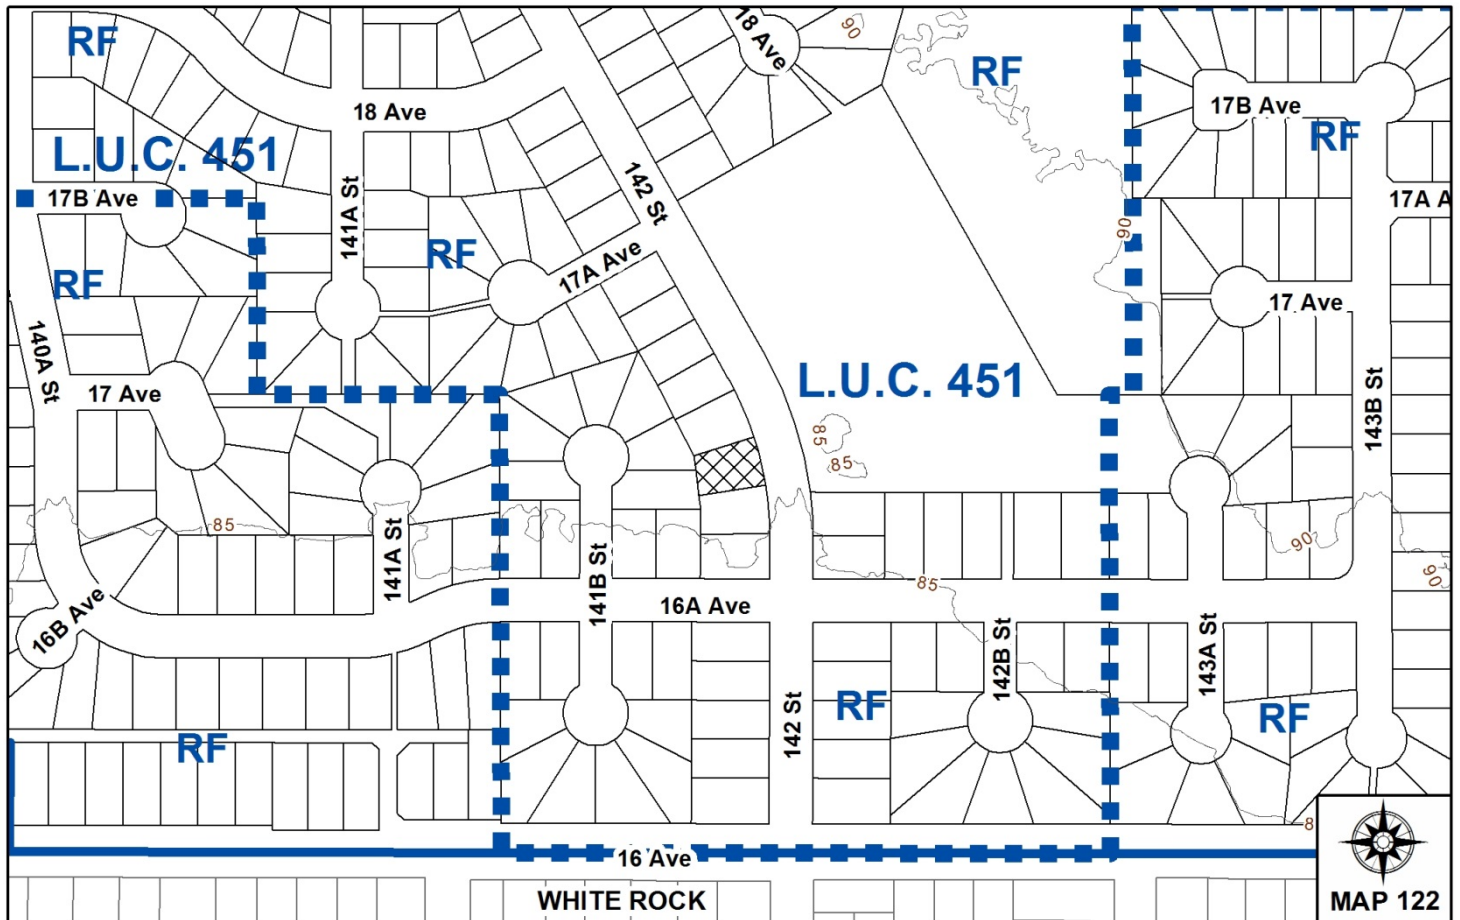 RF
18 Ave
90
RF
17B Ave
RF
18 Ave
L.U.C. 451
17B Ave
141A St
142 St
17A A
RF
17A Ave
90
RF
17 Ave
140A St
17 Ave
L.U.C. 451
143B St
85
85
85
141A St
90
90
141B St
85
16B Ave
16A Ave
142B St
143A St
RF
142 St
RF
RF
8
16 Ave
WHITE ROCK
MAP 122